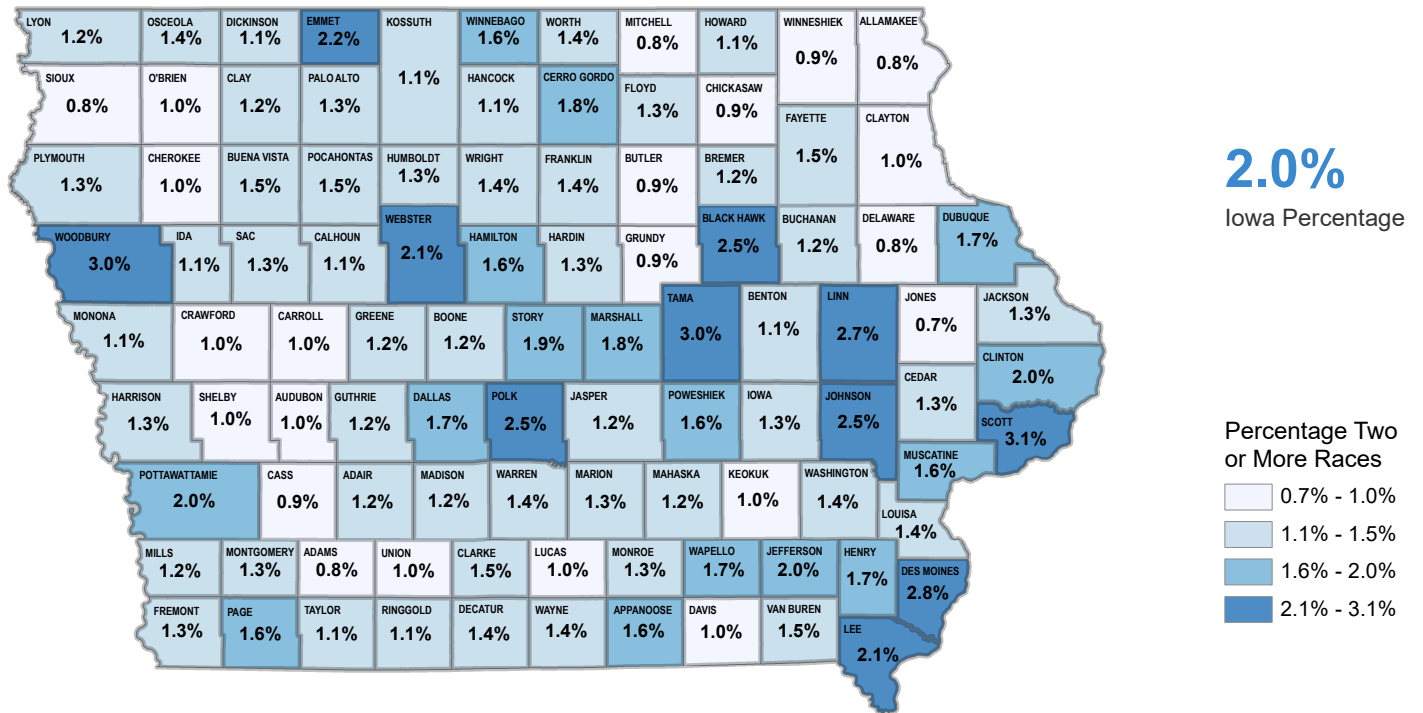 LYON
1.2%
OSCEOLA
1.4%
DICKINSON
1.1%
EMMET
2.2%
KOSSUTH
1.1%
WINNEBAGO
1.6%
WORTH
1.4%
MITCHELL
0.8%
HOWARD
1.1%
WINNESHIEK
0.9%
ALLAMAKEE
0.8%
SIOUX
0.8%
O'BRIEN
1.0%
CLAY
1.2%
PALO ALTO
1.3%
HANCOCK
1.1%
CERRO GORDO
1.8%
FLOYD
1.3%
CHICKASAW
0.9%
FAYETTE
1.5%
CLAYTON
1.0%
PLYMOUTH
1.3%
CHEROKEE
1.0%
BUENA VISTA
1.5%
POCAHONTAS
1.5%
HUMBOLDT
1.3%
WRIGHT
1.4%
FRANKLIN
1.4%
BUTLER
0.9%
BREMER
1.2%
2.0%
Iowa Percentage
WOODBURY
3.0%
IDA
1.1%
SAC
1.3%
CALHOUN
1.1%
WEBSTER
2.1%
HAMILTON
1.6%
HARDIN
1.3%
GRUNDY
0.9%
BLACK HAWK
2.5%
BUCHANAN
1.2%
DELAWARE
0.8%
DUBUQUE
1.7%
MONONA
1.1%
CRAWFORD
1.0%
CARROLL
1.0%
GREENE
1.2%
BOONE
1.2%
STORY
1.9%
MARSHALL
1.8%
TAMA
3.0%
BENTON
1.1%
LINN
2.7%
JONES
0.7%
JACKSON
1.3%
CLINTON
2.0%
HARRISON
1.3%
SHELBY
1.0%
AUDUBON
1.0%
GUTHRIE
1.2%
DALLAS
1.7%
POLK
2.5%
JASPER
1.2%
POWESHIEK
1.6%
IOWA
1.3%
JOHNSON
2.5%
CEDAR
1.3%
SCOTT
3.1%
MUSCATINE
1.6%
POTTAWATTAMIE
2.0%
CASS
0.9%
ADAIR
1.2%
MADISON
1.2%
WARREN
1.4%
MARION
1.3%
MAHASKA
1.2%
KEOKUK
1.0%
WASHINGTON
1.4%
LOUISA
1.4%
MILLS
1.2%
MONTGOMERY
1.3%
ADAMS
0.8%
UNION
1.0%
CLARKE
1.5%
LUCAS
1.0%
MONROE
1.3%
WAPELLO
1.7%
JEFFERSON
2.0%
HENRY
1.7%
DES MOINES
2.8%
FREMONT
1.3%
PAGE
1.6%
TAYLOR
1.1%
RINGGOLD
1.1%
DECATUR
1.4%
WAYNE
1.4%
APPANOOSE
1.6%
DAVIS
1.0%
VAN BUREN
1.5%
LEE
2.1%
Percentage Two
or More Races
0.7% - 1.0%
1.1% - 1.5%
1.6% - 2.0%
2.1% - 3.1%